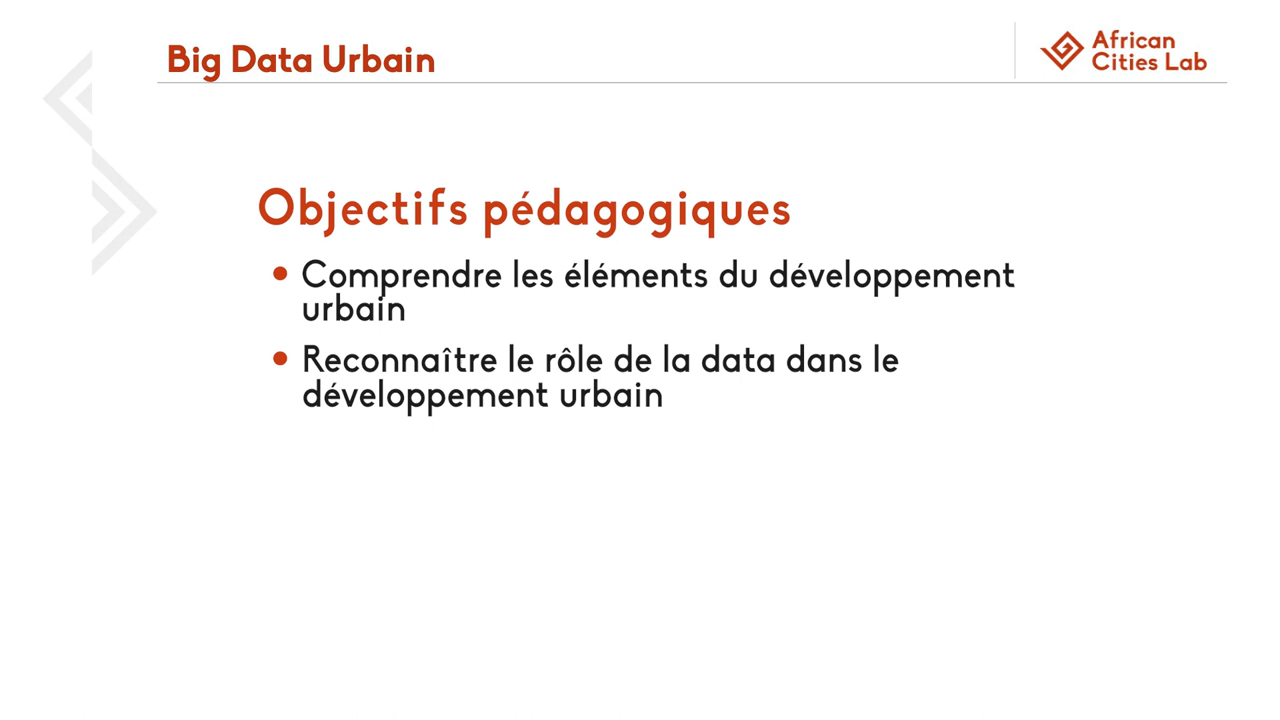 Big Data Urbain
African
Cities Lab
Objectifs pédagogiques
• Comprendre les éléments du développement
urbain
• Reconnaître le rôle de la data dans le
développement urbain